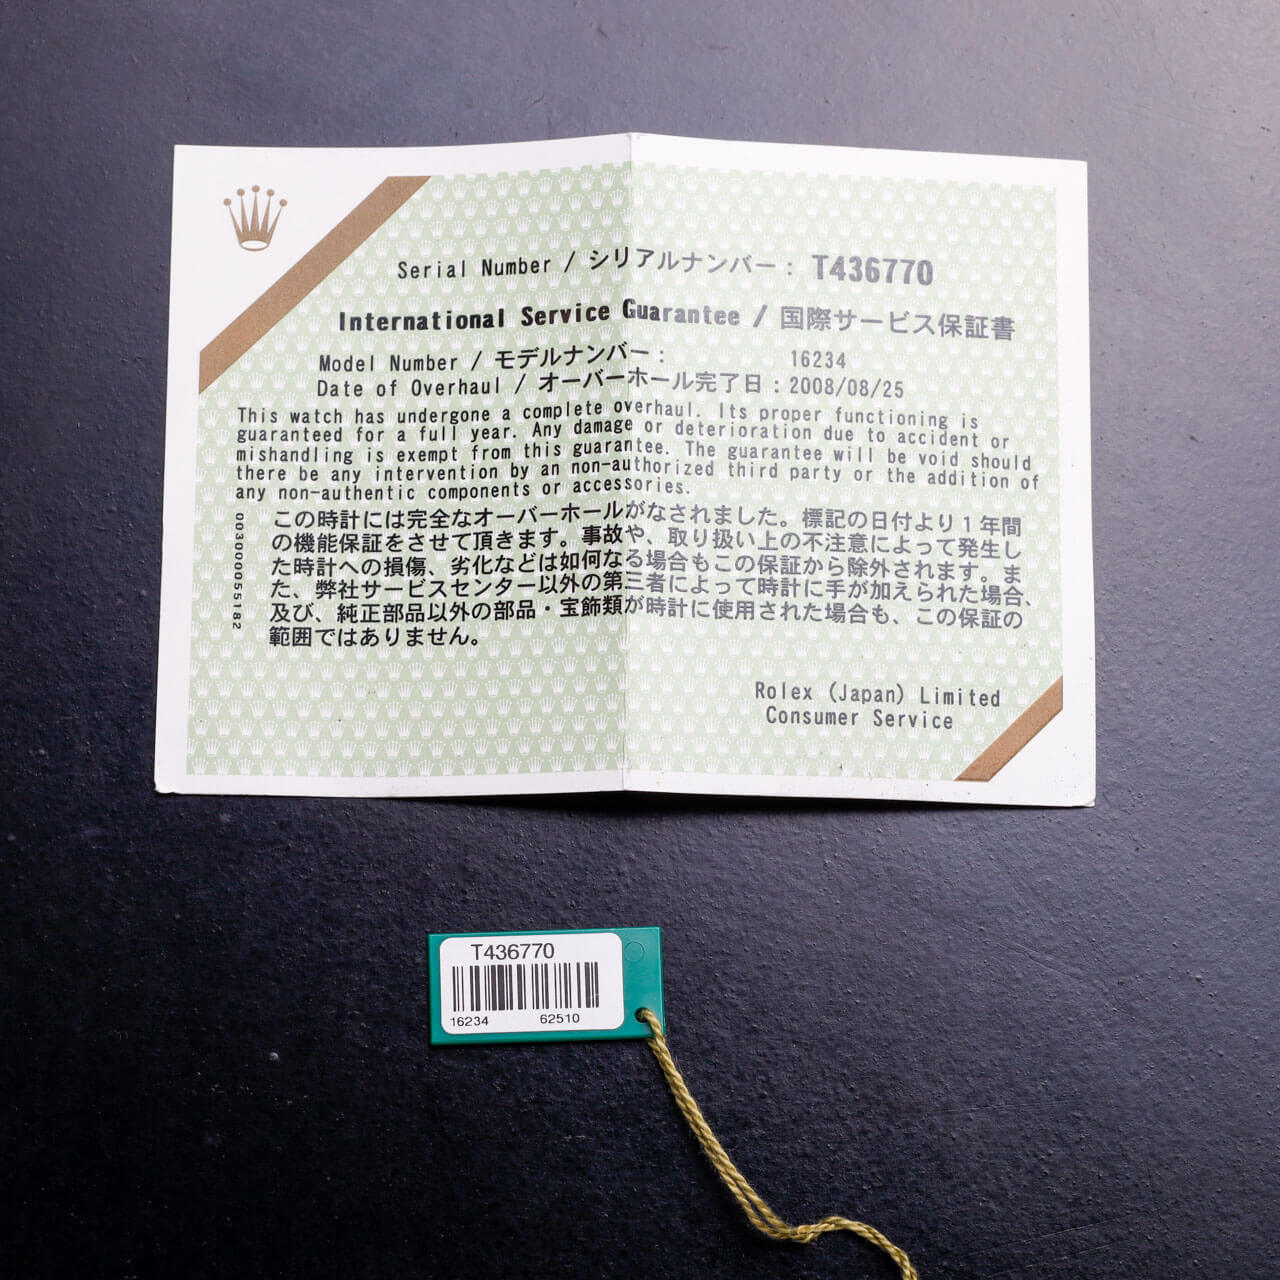 Serial Number / シリアルナンバー : T436770
International Service Guarantee / 国際サービス保証書
Model Number / モデルナンバー : 16234
Date of Overhaul / オーバーホール完了日 : 2008/08/25
This watch has undergone a complete overhaul. Its proper functioning is
guaranteed for a full year. Any damage or deterioration due to accident or
mishandling is exempt from this guarantee. The guarantee will be void should
there be any intervention by an non-authorized third party or the addition of
any non-authentic components or accessories.
この時計には完全なオーバーホールがなされました。標記の日付より1年間
の機能保証をさせて頂きます。事故や、取り扱い上の不注意によって発生し
た時計への損傷、劣化などは如何なる場合もこの保証から除外されます。ま
た、弊社サービスセンター以外の第三者によって時計に手が加えられた場合、
及び、純正部品以外の部品・宝飾類が時計に使用された場合も、この保証の
範囲ではありません。
003000055182
Rolex (Japan) Limited
Consumer Service
T436770
16234 62510